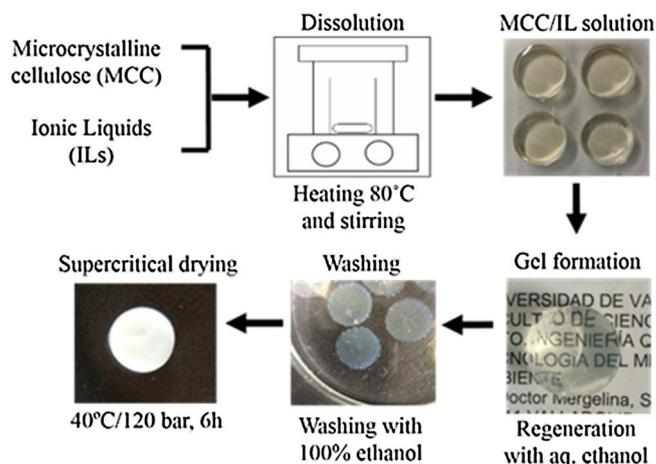 Microcrystalline
cellulose (MCC)
Ionic Liquids
(ILs)
Dissolution
Heating 80˚C
and stirring
MCC/IL solution
Gel formation
VERSIDAD DE VA
CULTAD DE CIENC
TO. INGENIERÍA Q
CNOLOGÍA DEL M
BIENTE
Doctor Mergelina, S
Regeneration
with aq. ethanol
Washing
Washing with
100% ethanol
Supercritical drying
40ºC/120 bar, 6h